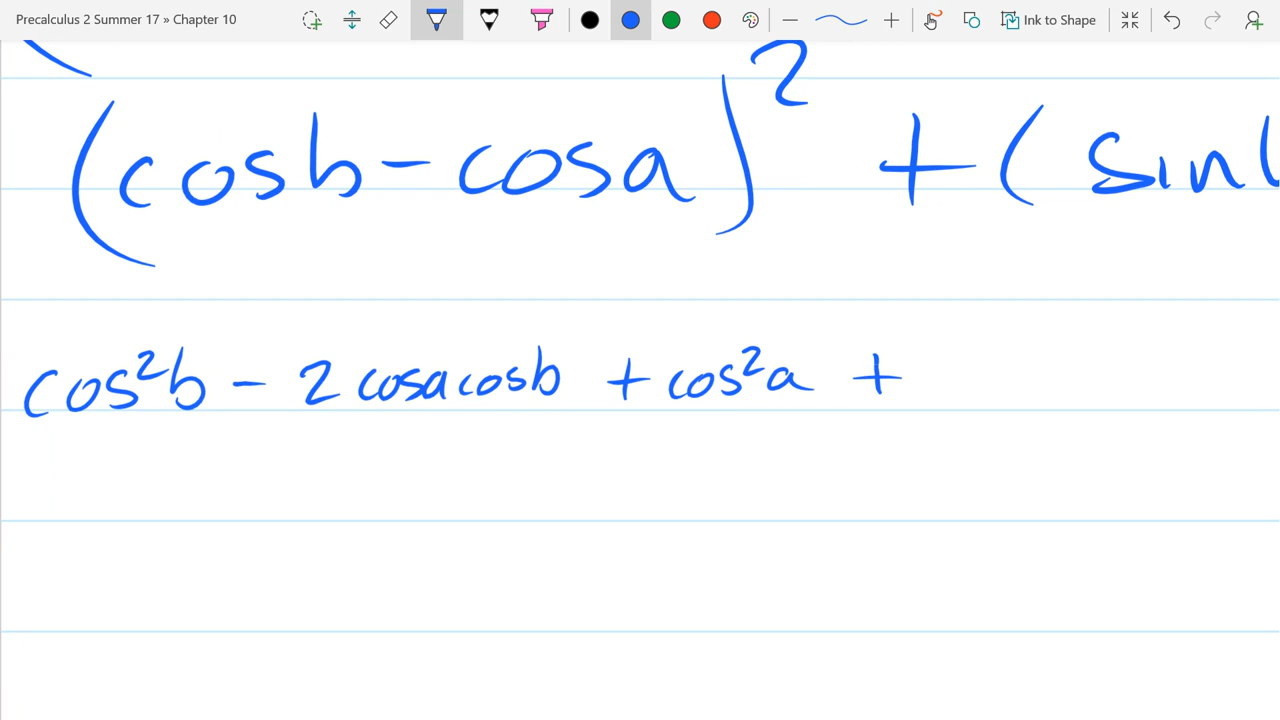 Precalculus 2 Summer 17 » Chapter 10
Ink to Shape
(cosb - cosa)² + (sin
cos²b - 2cosacosb + cos²a +